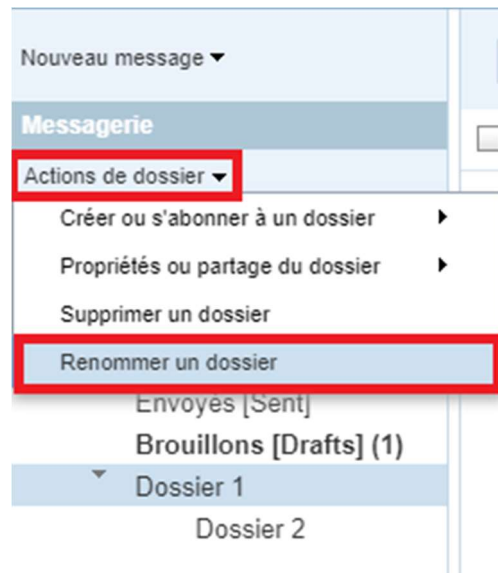 Nouveau message
Messagerie
Actions de dossier
Créer ou s'abonner à un dossier
Propriétés ou partage du dossier
Supprimer un dossier
Renommer un dossier
Envoyés [Sent]
Brouillons [Drafts] (1)
Dossier 1
Dossier 2